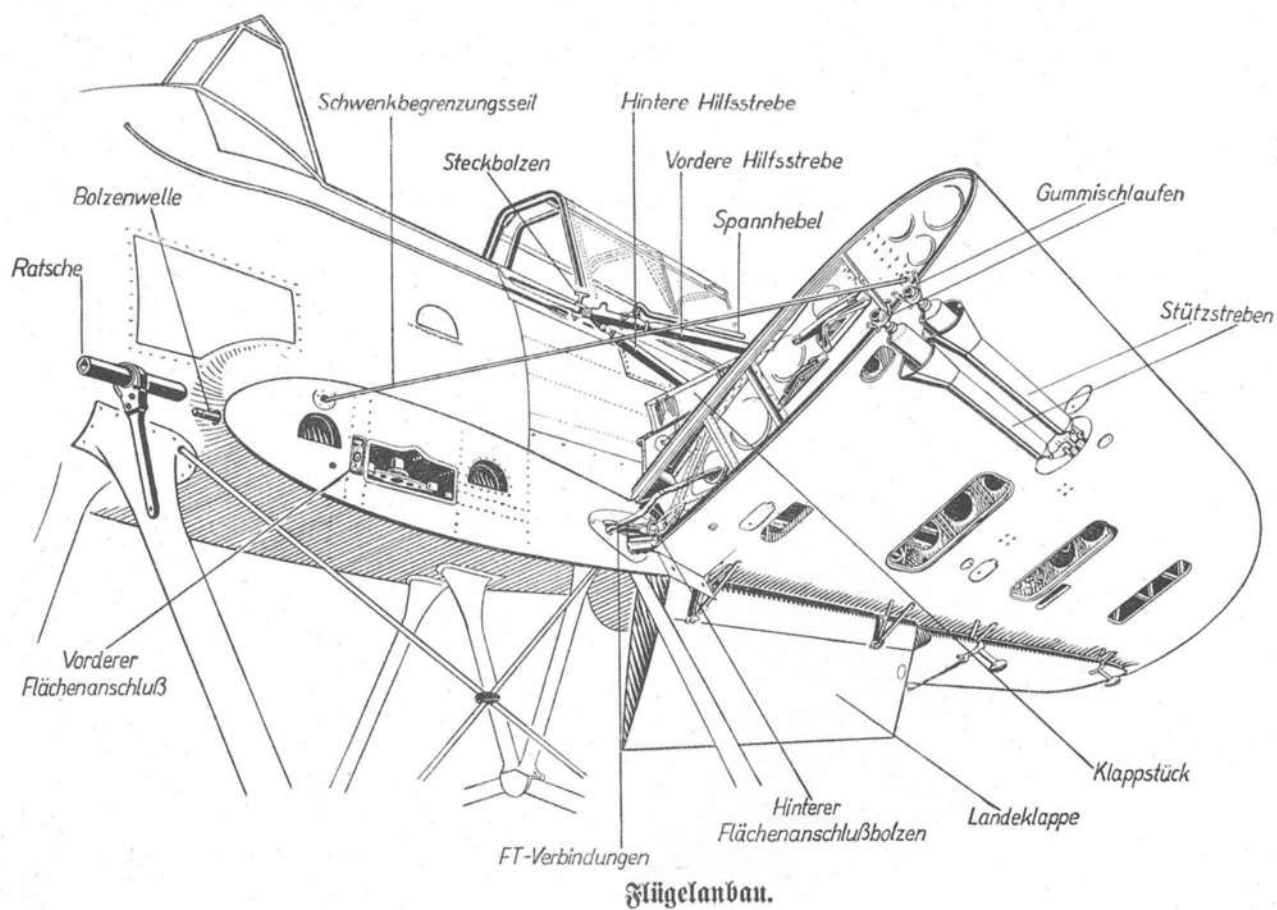 Schwenkbegrenzungsseil
Hintere Hilfsstrebe
Steckbolzen
Vordere Hilfsstrebe
Bolzenwelle
Spannhebel
Gummischlaufen
Ratsche
Stützstreben
Vorderer
Flächenanschluß
Klappstück
Hinterer
Flächenanschlußbolzen
Landeklappe
FT-Verbindungen
Flügelanbau.